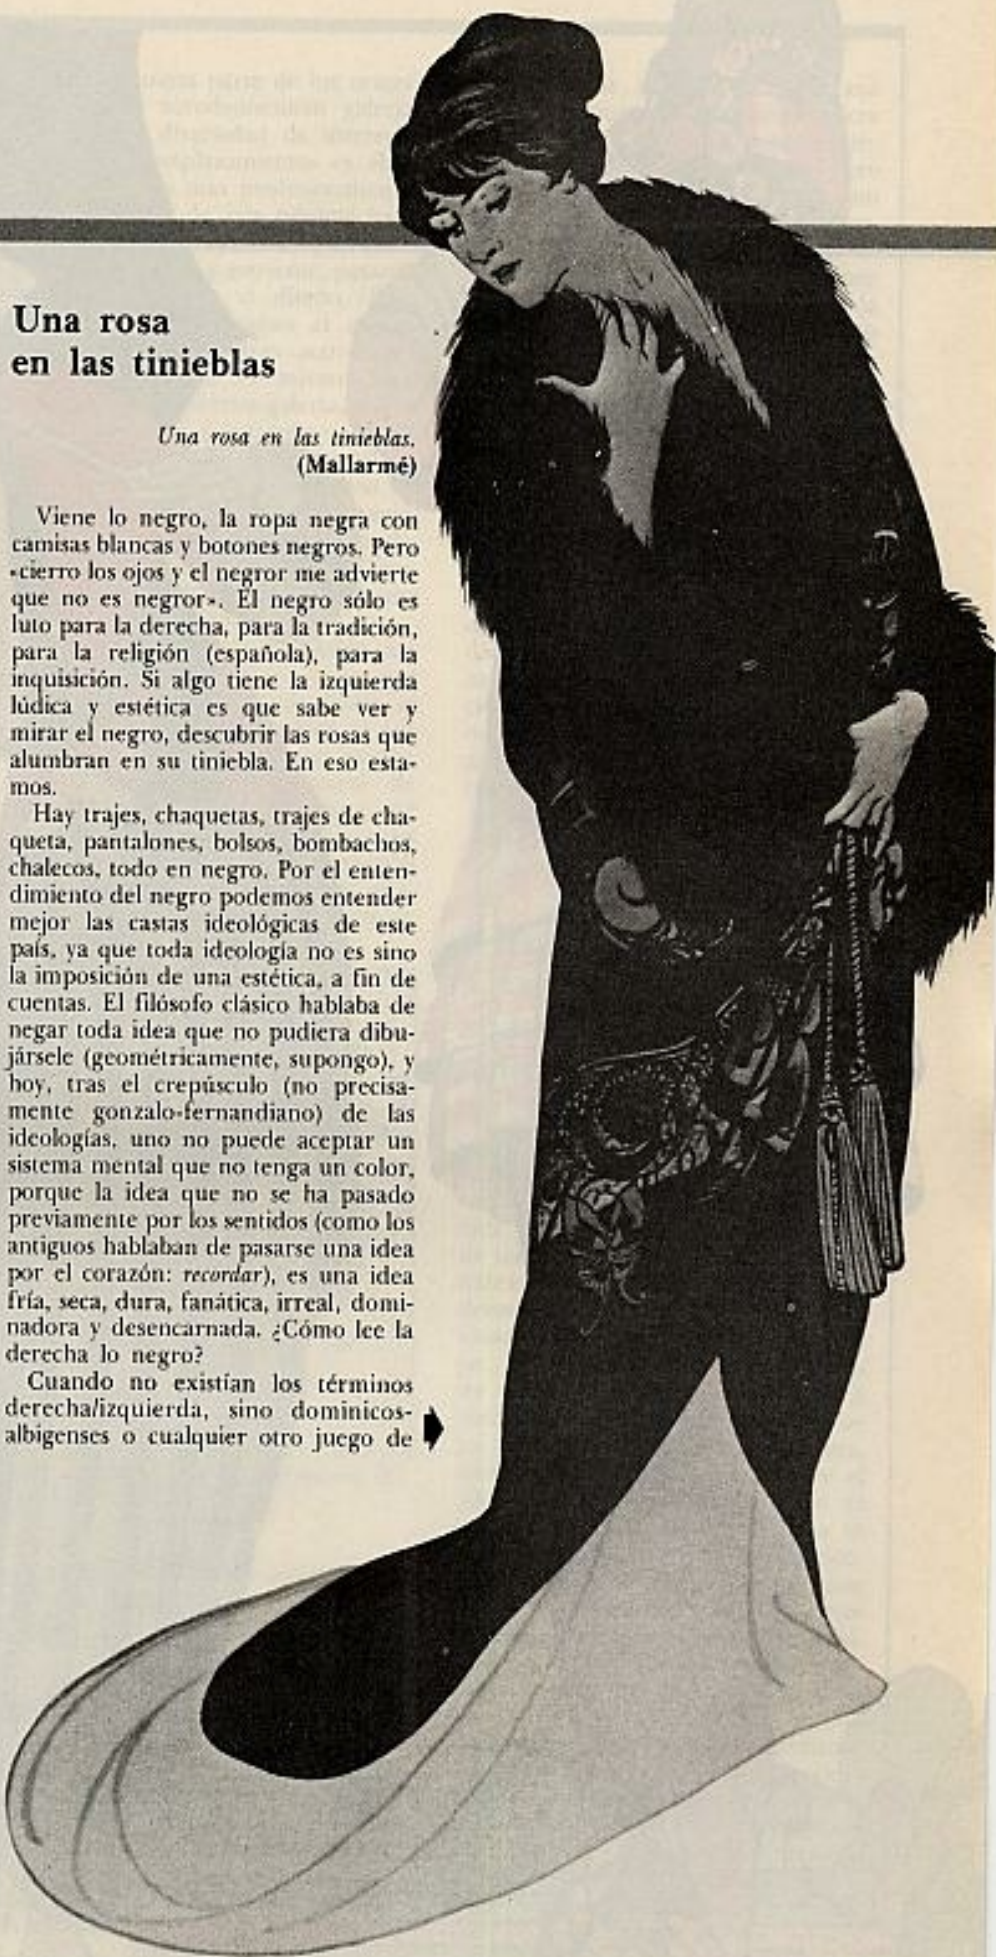 Una rosa
en las tinieblas
Una rosa en las tinieblas.
(Mallarmé)
Viene lo negro, la ropa negra con
camisas blancas y botones negros. Pero
«cierro los ojos y el negror me advierte
que no es negror». El negro sólo es
luto para la derecha, para la tradición,
para la religión (española), para la
inquisición. Si algo tiene la izquierda
lúdica y estética es que sabe ver y
mirar el negro, descubrir las rosas que
alumbran en su tiniebla. En eso esta-
mos.
Hay trajes, chaquetas, trajes de cha-
queta, pantalones, bolsos, bombachos,
chalecos, todo en negro. Por el enten-
dimiento del negro podemos entender
mejor las castas ideológicas de este
país, ya que toda ideología no es sino
la imposición de una estética, a fin de
cuentas. El filósofo clásico hablaba de
negar toda idea que no pudiera dibu-
jársele (geométricamente, supongo), y
hoy, tras el crepúsculo (no precisa-
mente gonzalo-fernandiano) de las
ideologías, uno no puede aceptar un
sistema mental que no tenga un color,
porque la idea que no se ha pasado
previamente por los sentidos (como los
antiguos hablaban de pasarse una idea
por el corazón: recordar), es una idea
fría, seca, dura, fanática, irreal, domi-
nadora y desencarnada. ¿Cómo lee la
derecha lo negro?
Cuando no existían los términos
derecha/izquierda, sino dominicos-
albigenses o cualquier otro juego de